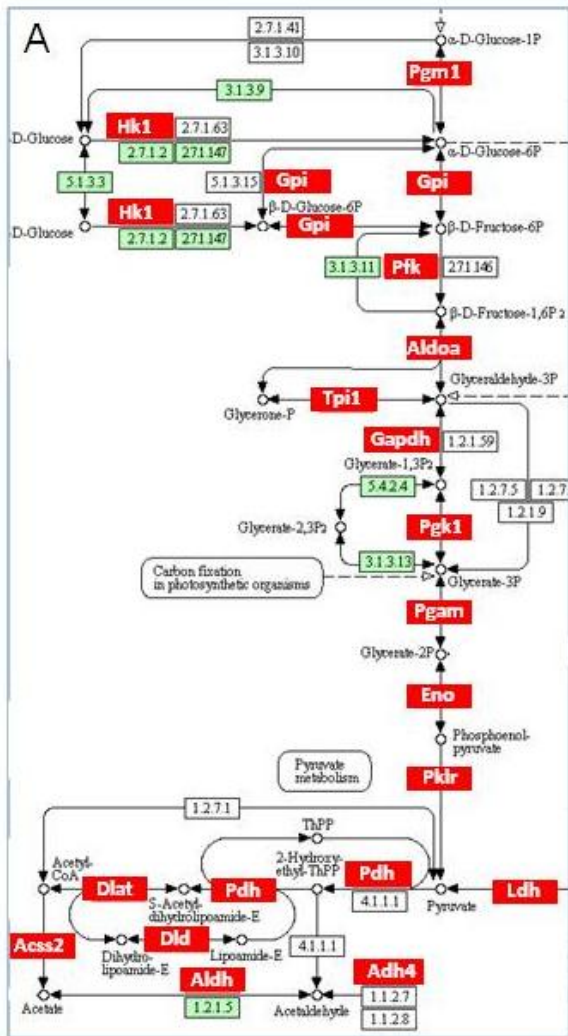 A
2.7.1.41
3.1.3.10
α-D-Glucose-1P
Pgm1
3.1.3.9
-D-Glucose
Hk1
2.7.1.63
2.7.1.2
2.7.1.147
α-D-Glucose-6P
5.1.3.3
5.1.3.15
Gpi
Gpi
β-D-Glucose-6P
-D-Glucose
Hk1
2.7.1.63
2.7.1.2
2.7.1.147
Gpi
β-D-Fructose-6P
3.1.3.11
Pfk
2.7.1.146
β-D-Fructose-1,6P2
Aldoa
Glyceraldehyde-3P
Tpi1
Glycerone-P
Gapdh
1.2.1.59
Glycerate-1,3P2
5.4.2.4
1.2.7.5
1.2.7
1.2.1.9
Glycerate-2,3P2
Pgk1
3.1.3.13
Carbon fixation
in photosynthetic organisms
Glycerate-3P
Pgam
Glycerate-2P
Eno
Phosphoenol-
pyruvate
Pyruvate
metabolism
Pklr
1.2.7.1
ThPP
Acetyl-
CoA
2-Hydroxy-
ethyl-ThPP
Dlat
Pdh
Pdh
Ldh
S-Acetyl-
dihydrolipoamide-E
4.1.1.1
Pyruvate
Acss2
Dld
Dihydro-
lipoamide-E
Lipoamide-E
4.1.1.1
Aldh
1.2.1.5
Adh4
1.1.2.7
1.1.2.8
Acetate
Acetaldehyde